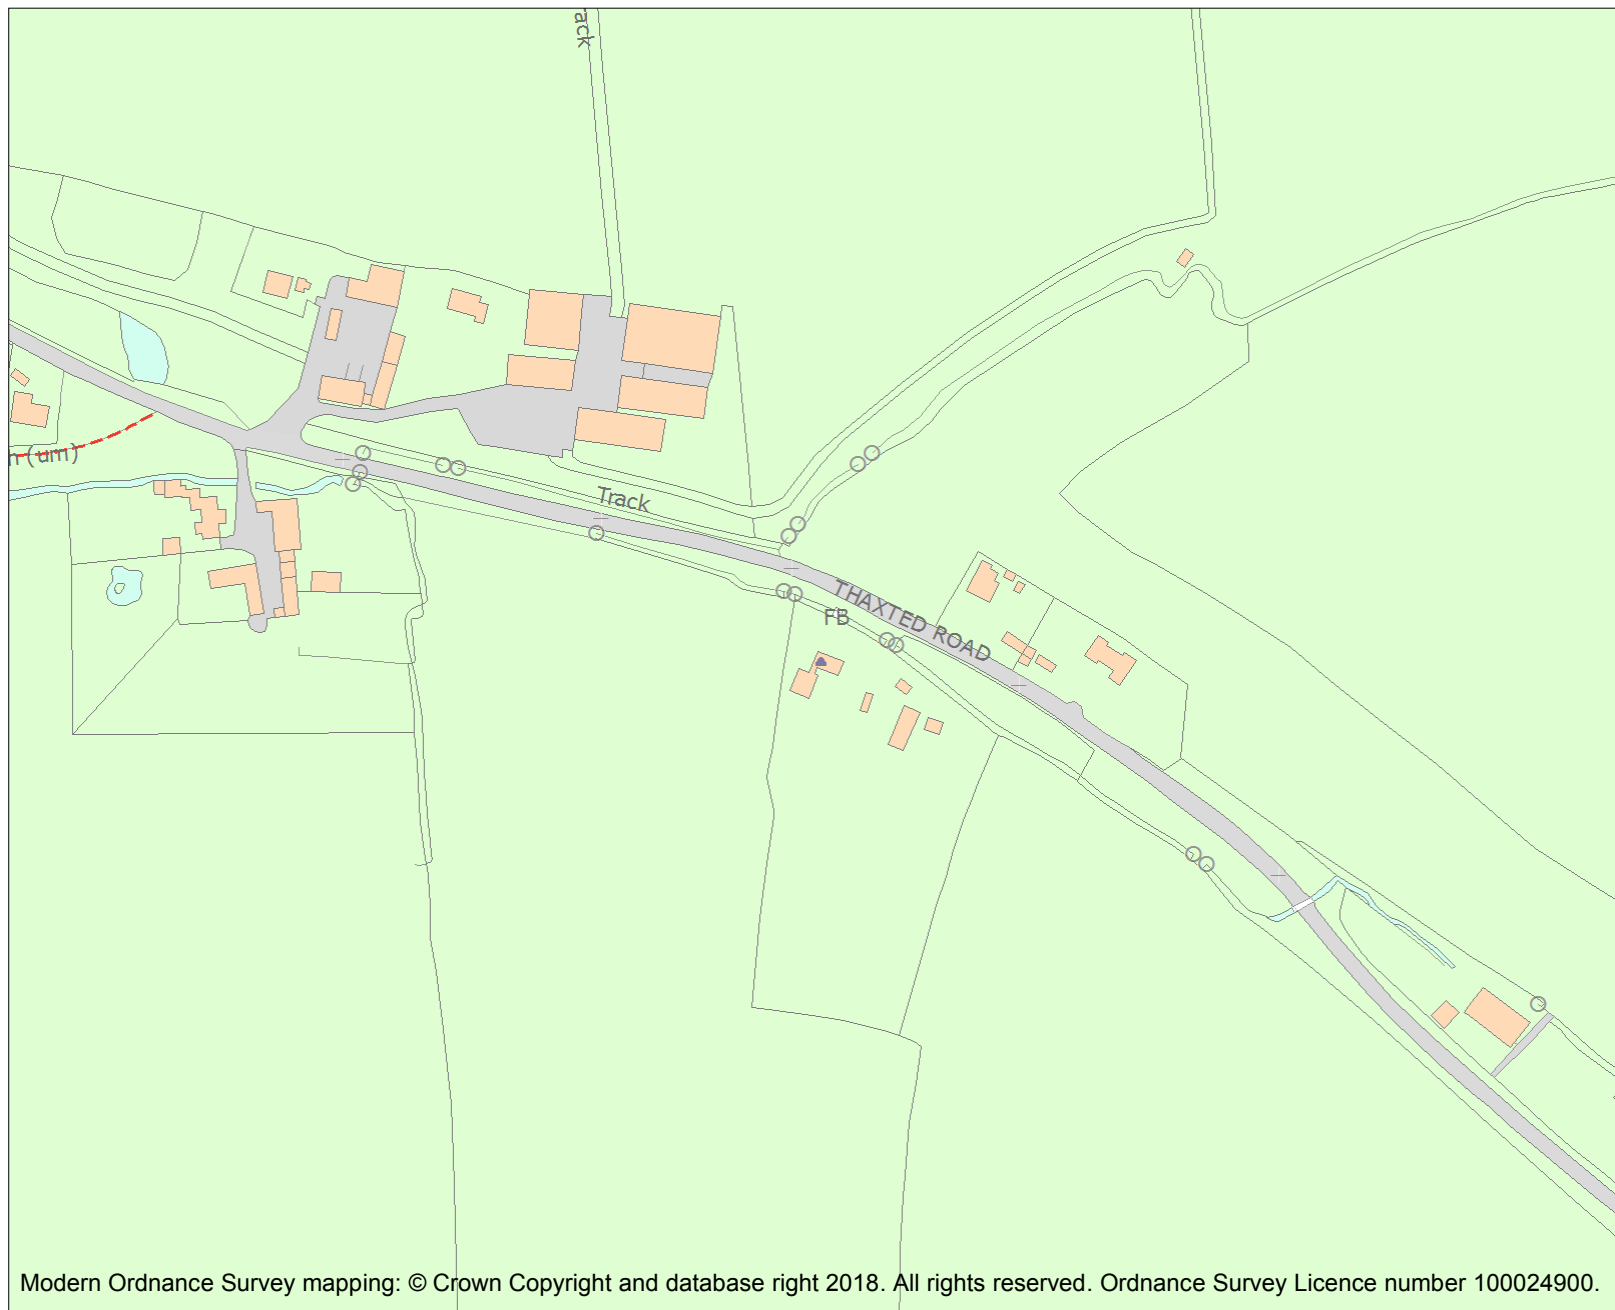 ack
n (um)
Track
THAXTED ROAD
FB
Modern Ordnance Survey mapping: © Crown Copyright and database right 2018. All rights reserved. Ordnance Survey Licence number 100024900.